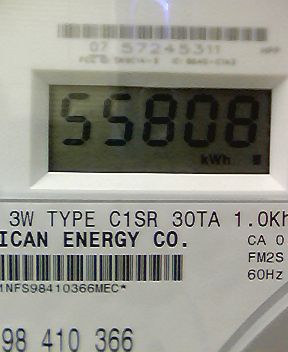 07 57245311
55808
kWh
3W TYPE C1SR 30TA 1.0Kh
ICAN ENERGY CO.
CA 0
FM2S
60Hz
NFS98410366MEC*
98 410 366